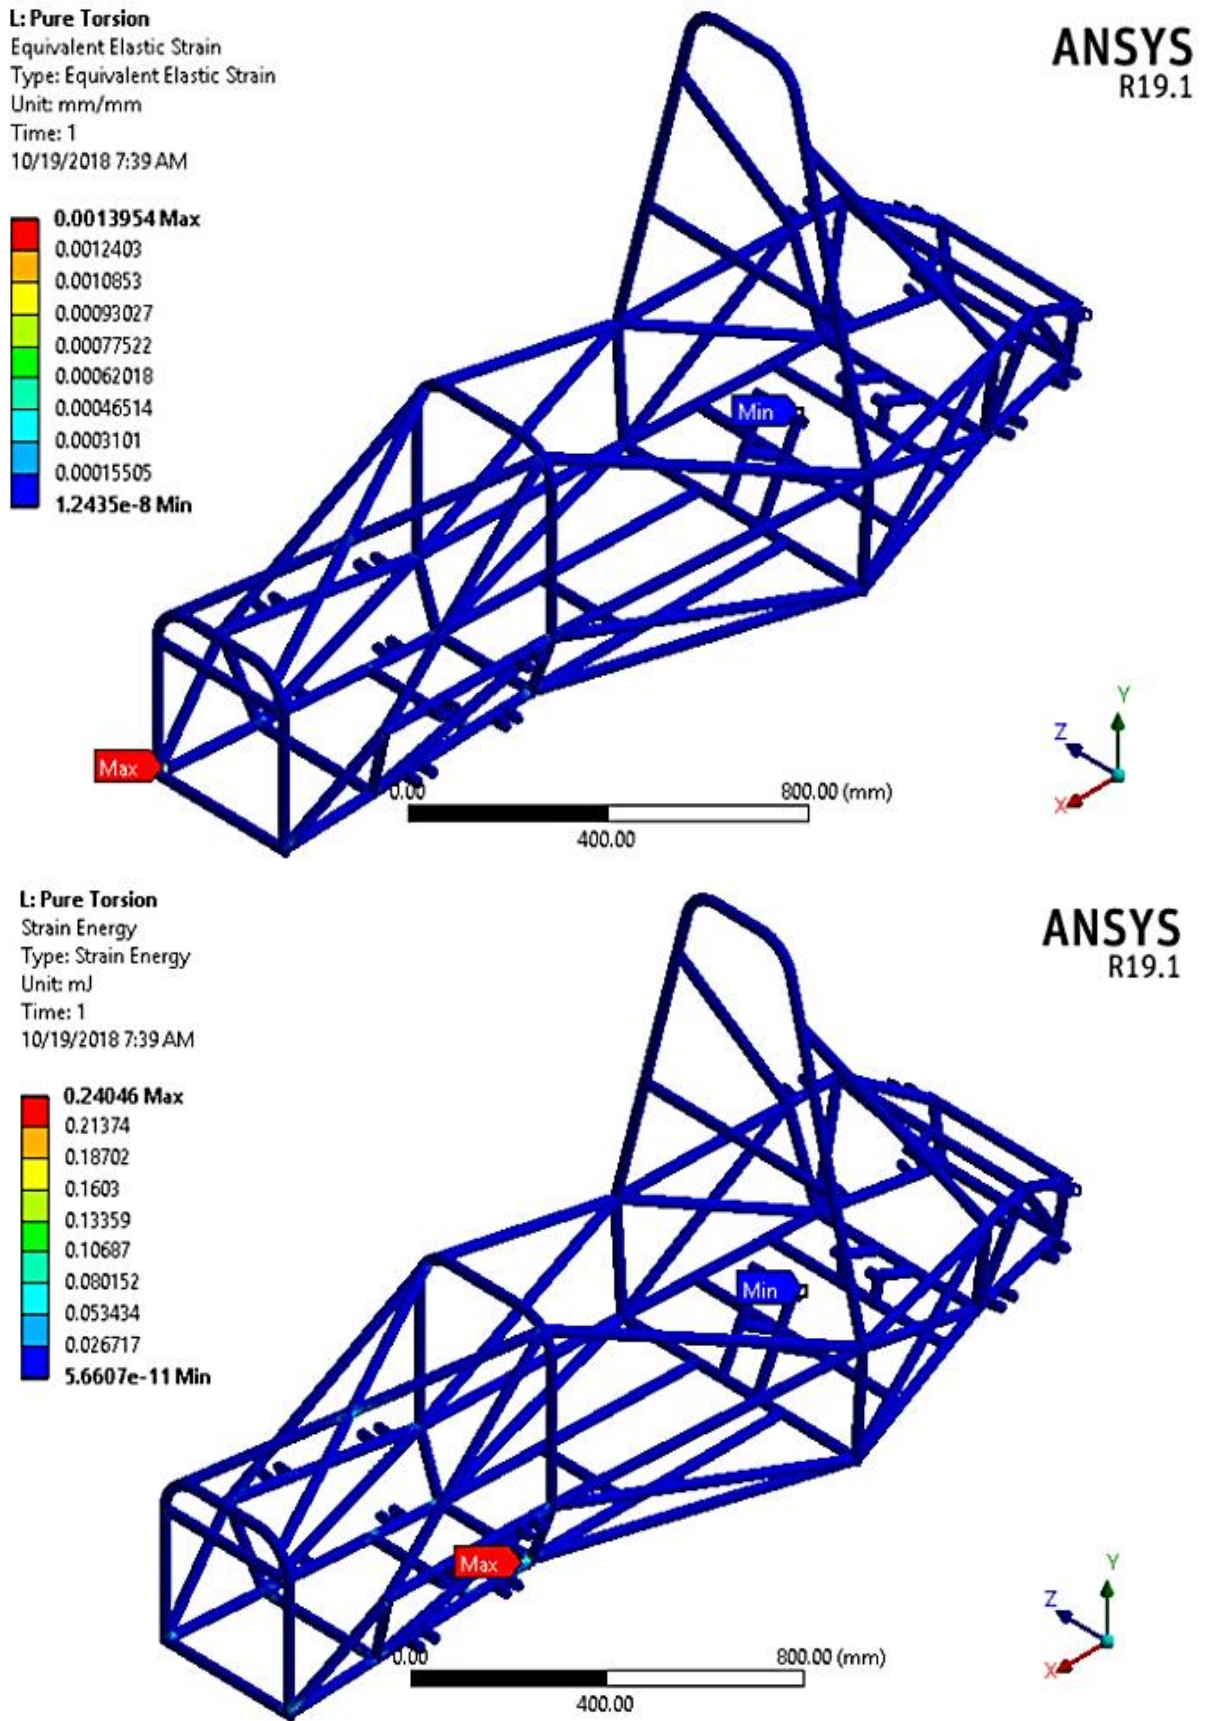 L: Pure Torsion
Equivalent Elastic Strain
Type: Equivalent Elastic Strain
Unit: mm/mm
Time: 1
10/19/2018 7:39 AM
ANSYS
R19.1
0.0013954 Max
0.0012403
0.0010853
0.00093027
0.00077522
0.00062018
0.00046514
0.0003101
0.00015505
1.2435e-8 Min
Min
Max
0.00
800.00 (mm)
400.00
Y
Z
X
L: Pure Torsion
Strain Energy
Type: Strain Energy
Unit: mJ
Time: 1
10/19/2018 7:39 AM
ANSYS
R19.1
0.24046 Max
0.21374
0.18702
0.1603
0.13359
0.10687
0.080152
0.053434
0.026717
5.6607e-11 Min
Min
Max
0.00
800.00 (mm)
400.00
Y
Z
X